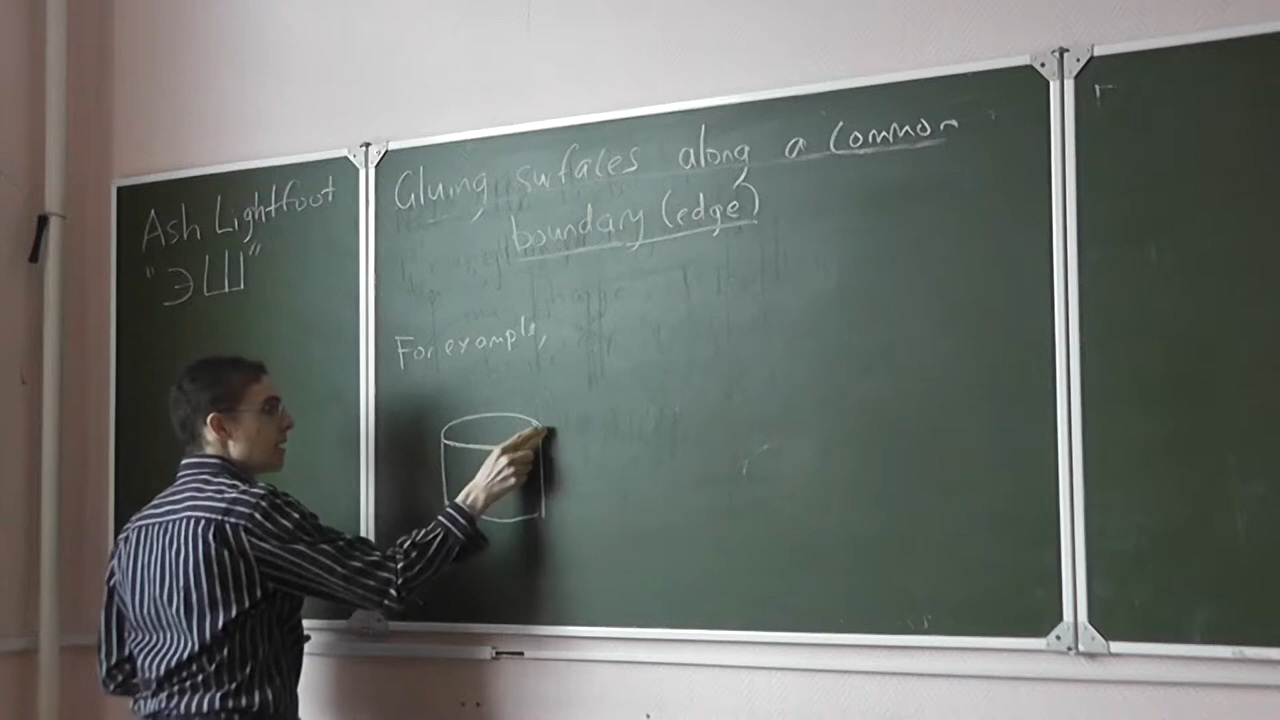 Ash Lightfoot
"ЭШ"
Gluing surfaces along a common
boundary (edge)
For example,